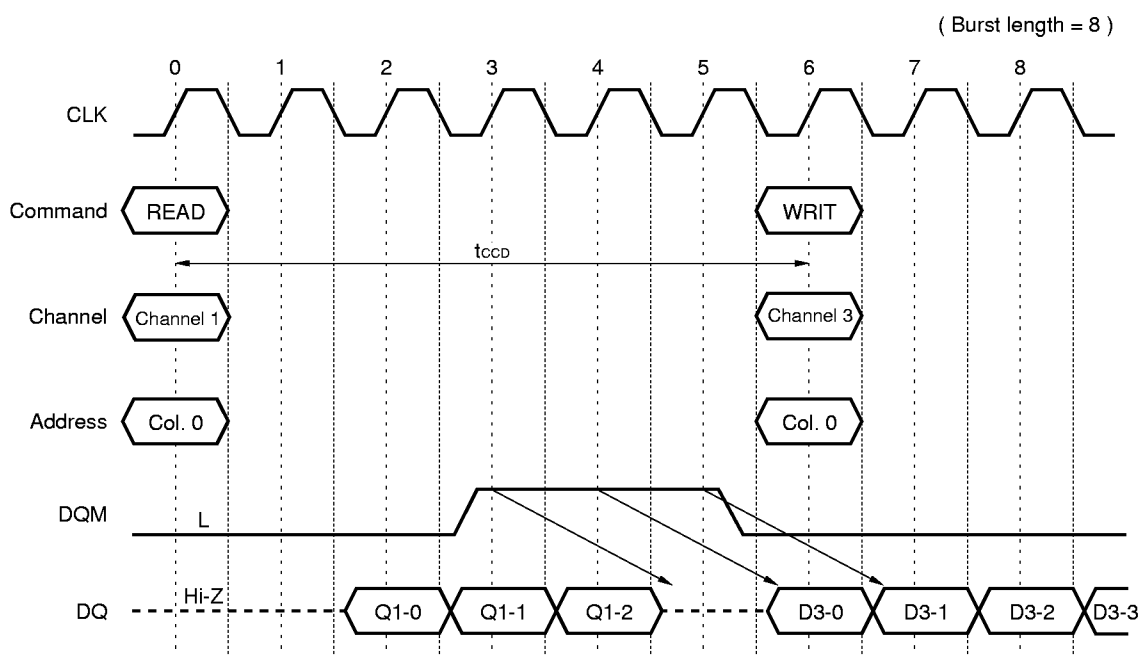 ( Burst length = 8 )
0 1 2 3 4 5 6 7 8
CLK
Command READ WRIT
tCCD
Channel Channel 1 Channel 3
Address Col. 0 Col. 0
DQM L
DQ Hi-Z Q1-0 Q1-1 Q1-2 D3-0 D3-1 D3-2 D3-3